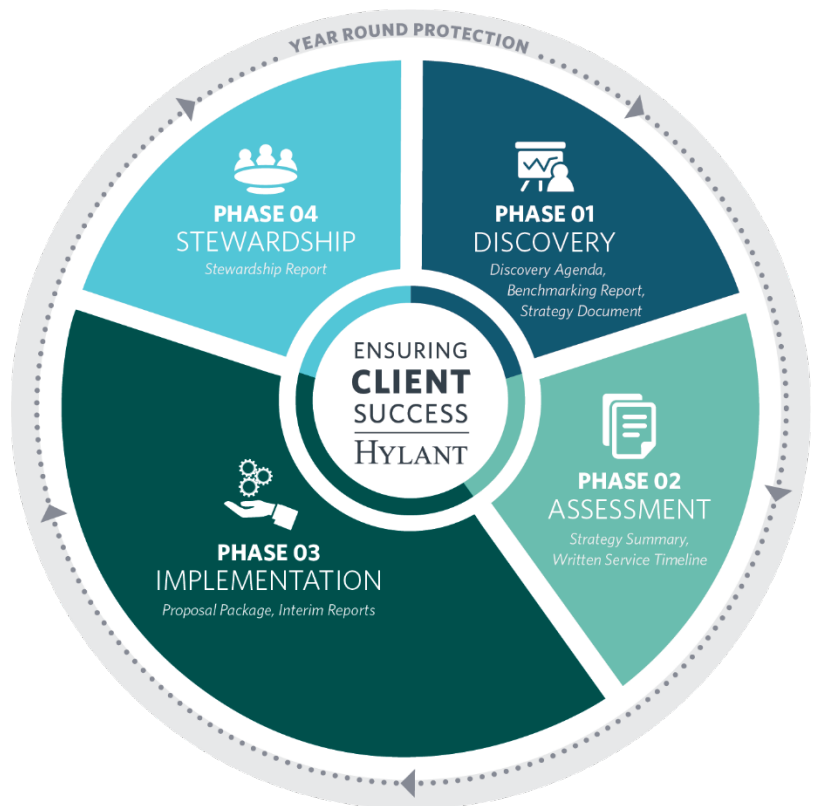 YEAR ROUND PROTECTION
PHASE 01
DISCOVERY
Discovery Agenda,
Benchmarking Report,
Strategy Document
PHASE 02
ASSESSMENT
Strategy Summary,
Written Service Timeline
PHASE 03
IMPLEMENTATION
Proposal Package, Interim Reports
PHASE 04
STEWARDSHIP
Stewardship Report
ENSURING
CLIENT
SUCCESS
HYLANT